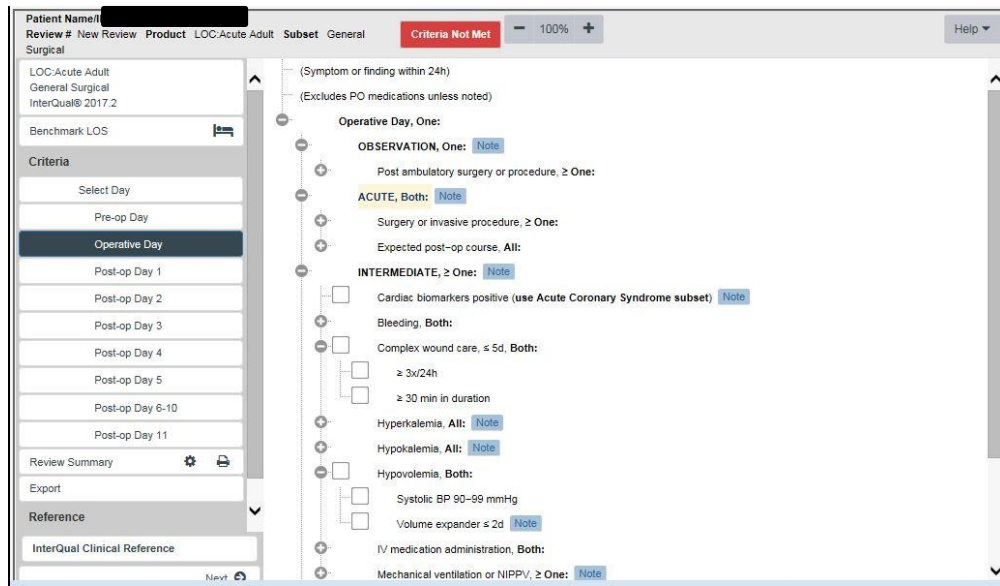 Patient Name/I
Review # New Review Product LOC:Acute Adult Subset General
Surgical
Criteria Not Met
100%
Help
LOC:Acute Adult
General Surgical
InterQual® 2017.2
Benchmark LOS
Criteria
Select Day
Pre-op Day
Operative Day
Post-op Day 1
Post-op Day 2
Post-op Day 3
Post-op Day 4
Post-op Day 5
Post-op Day 6-10
Post-op Day 11
Review Summary
Export
Reference
InterQual Clinical Reference
Next
(Symptom or finding within 24h)
(Excludes PO medications unless noted)
Operative Day, One:
OBSERVATION, One: Note
Post ambulatory surgery or procedure, ≥ One:
ACUTE, Both: Note
Surgery or invasive procedure, ≥ One:
Expected post-op course, All:
INTERMEDIATE, ≥ One: Note
Cardiac biomarkers positive (use Acute Coronary Syndrome subset) Note
Bleeding, Both:
Complex wound care, ≤ 5d, Both:
≥ 3x/24h
≥ 30 min in duration
Hyperkalemia, All: Note
Hypokalemia, All: Note
Hypovolemia, Both:
Systolic BP 90-99 mmHg
Volume expander ≤ 2d Note
IV medication administration, Both:
Mechanical ventilation or NIPPV, ≥ One: Note